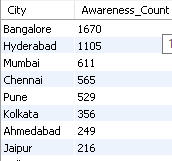 City Awareness_Count
Bangalore 1670
Hyderabad 1105
Mumbai 611
Chennai 565
Pune 529
Kolkata 356
Ahmedabad 249
Jaipur 216